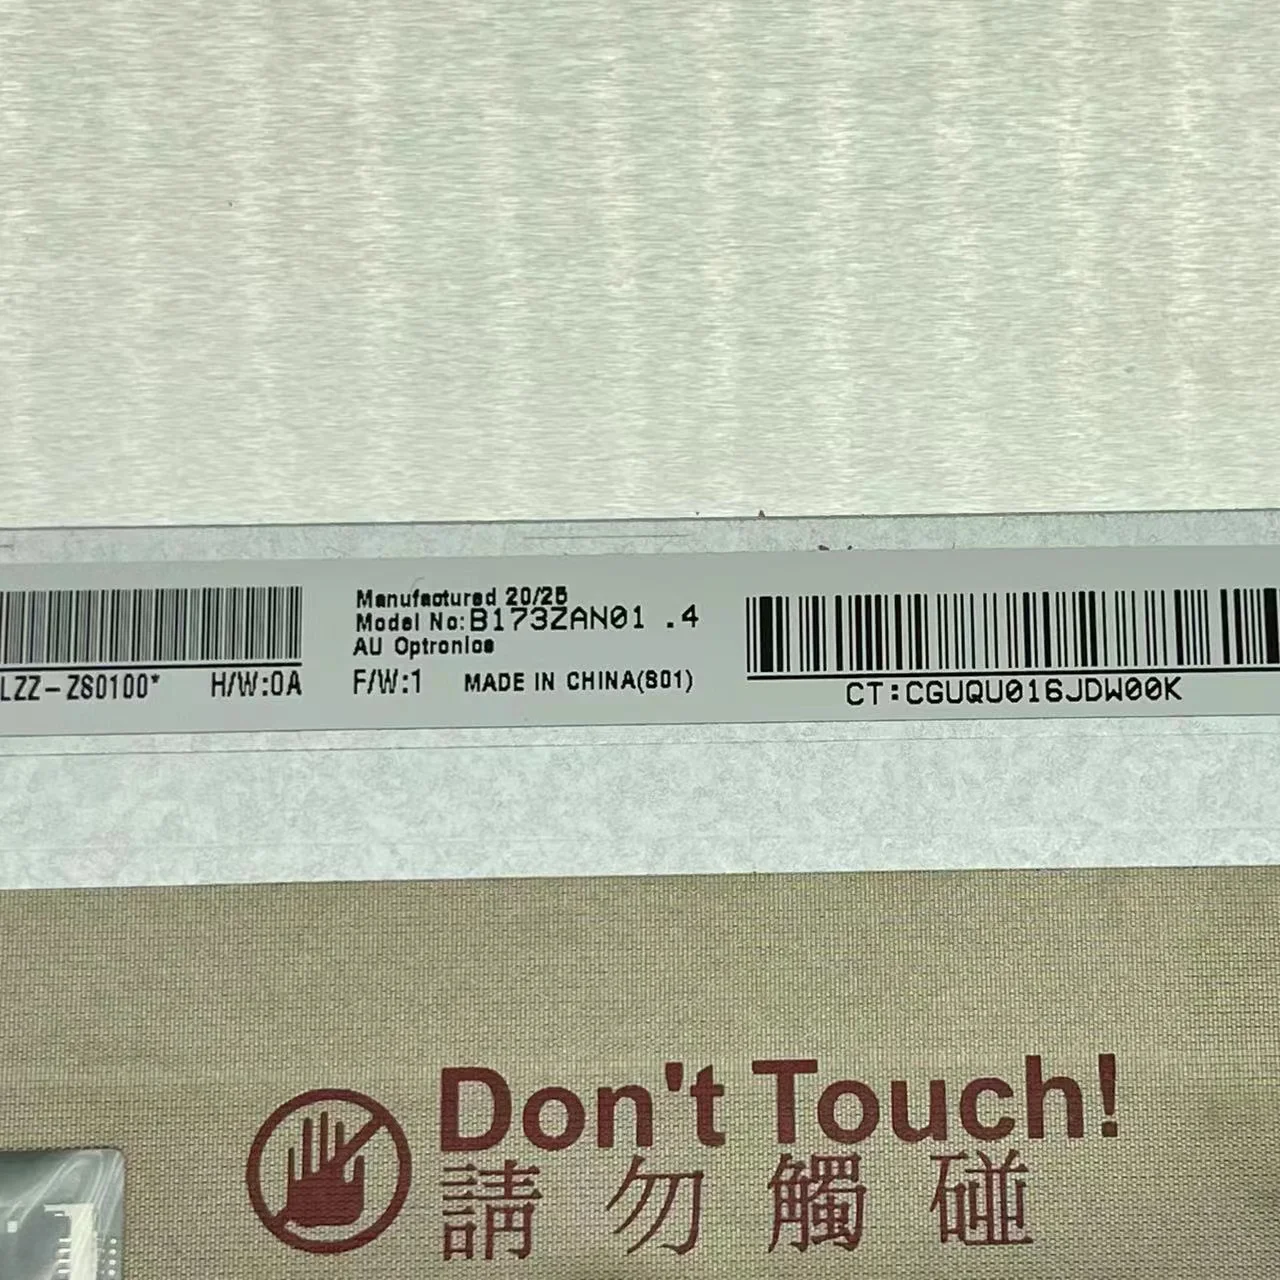 Manufactured 20/25
Model No:B173ZAN01 .4
AU Optronics
LZZ-ZS0100* H/W:0A F/W:1 MADE IN CHINA(S01)
CT:CGUQU016JDW00K
Don't Touch!
請勿觸碰